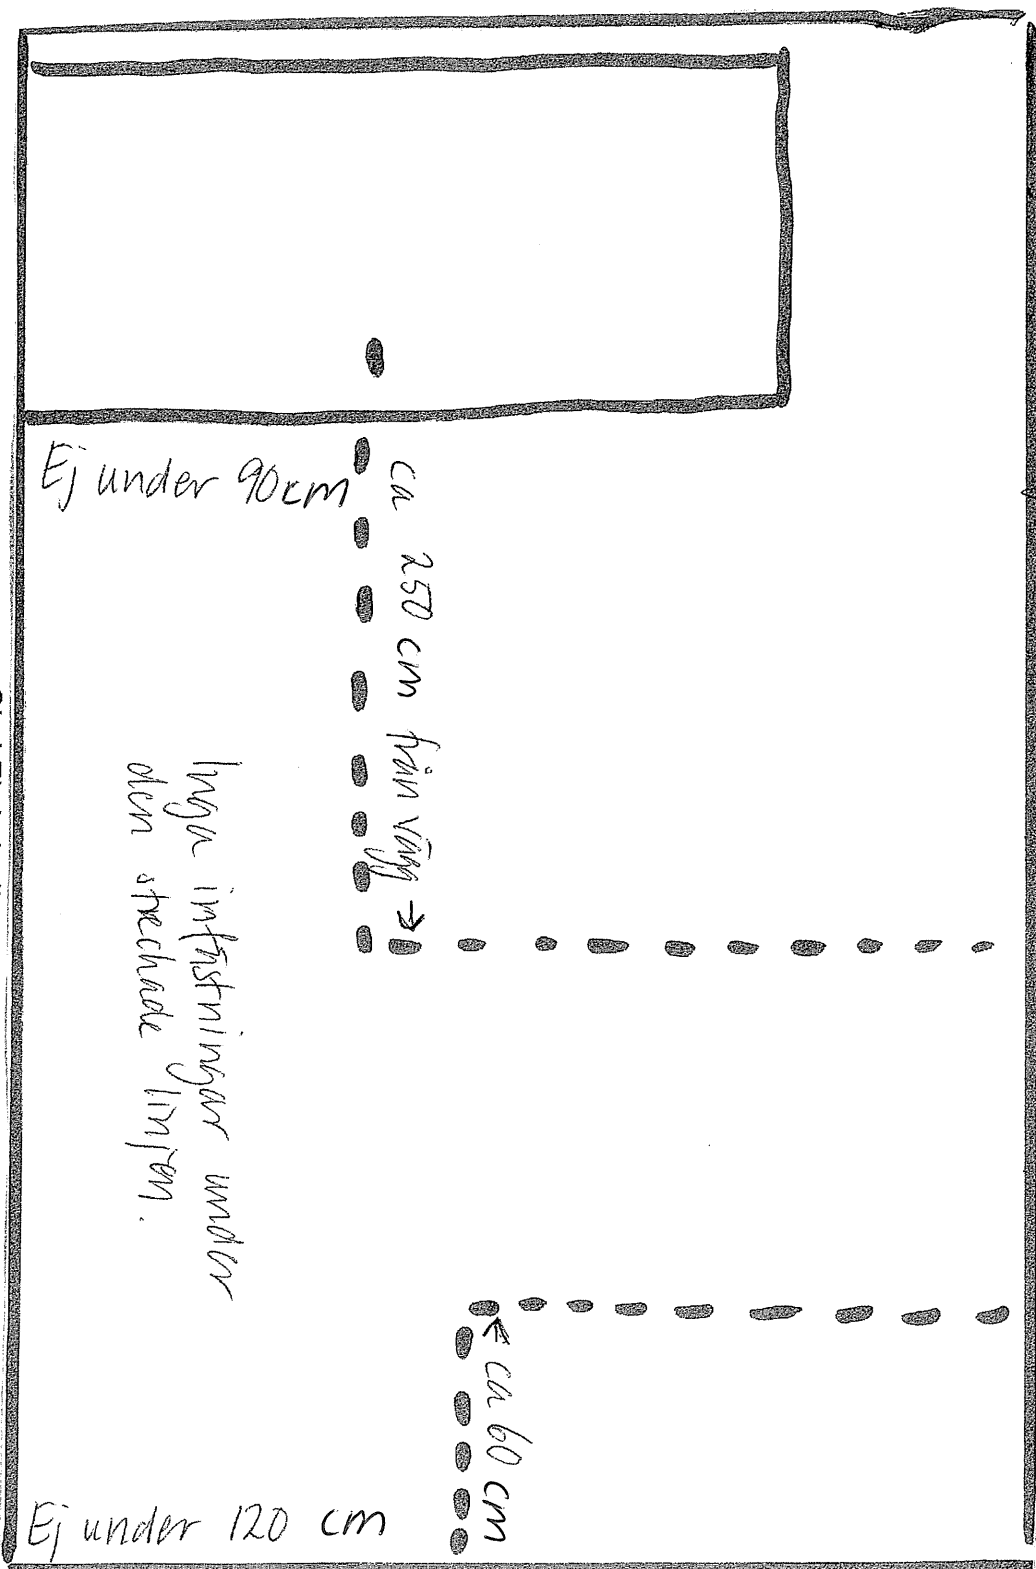 Ej under 90cm
ca 250 cm från vägg →
Inga infästningar under
den streckade linjen.
← ca 60 cm
Ej under 120 cm